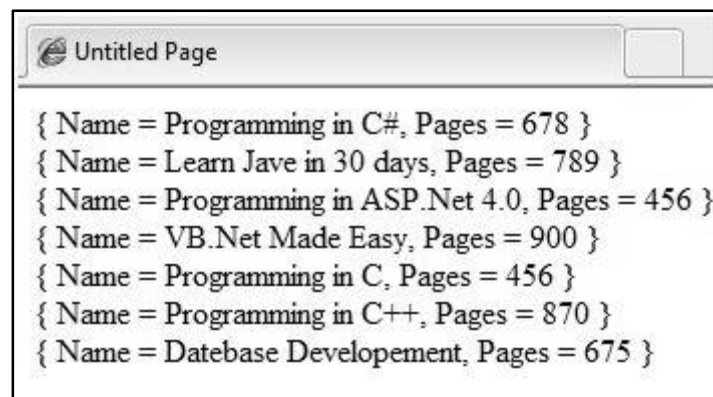 Untitled Page
{ Name = Programming in C#, Pages = 678 }
{ Name = Learn Jave in 30 days, Pages = 789 }
{ Name = Programming in ASP.Net 4.0, Pages = 456 }
{ Name = VB.Net Made Easy, Pages = 900 }
{ Name = Programming in C, Pages = 456 }
{ Name = Programming in C++, Pages = 870 }
{ Name = Datebase Developement, Pages = 675 }